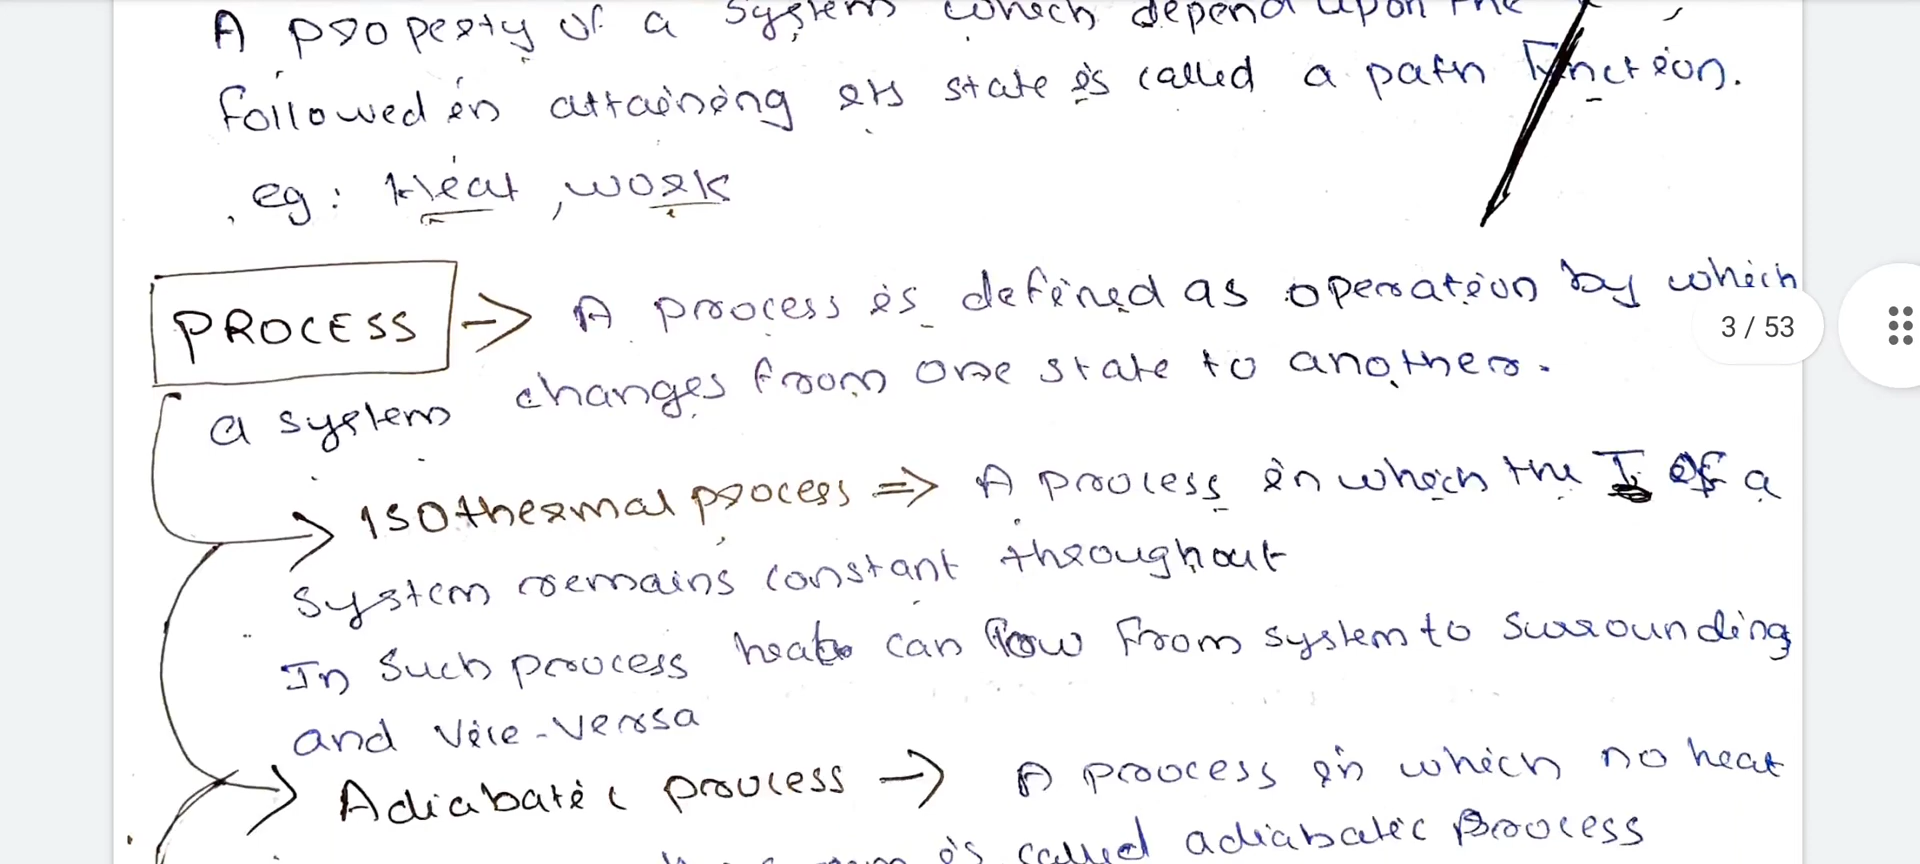 A property of a system which depend upon the
followed in attaining its state is called a path function.
eg: Heat, work
PROCESS -> A process is defined as operation by which
a system changes from one state to another.
3 / 53
Isothermal process => A process in which the T of a
system remains constant throughout
In such process heat can flow from system to surrounding
and vice-versa
Adiabatic process -> A process in which no heat
is called adiabatic process